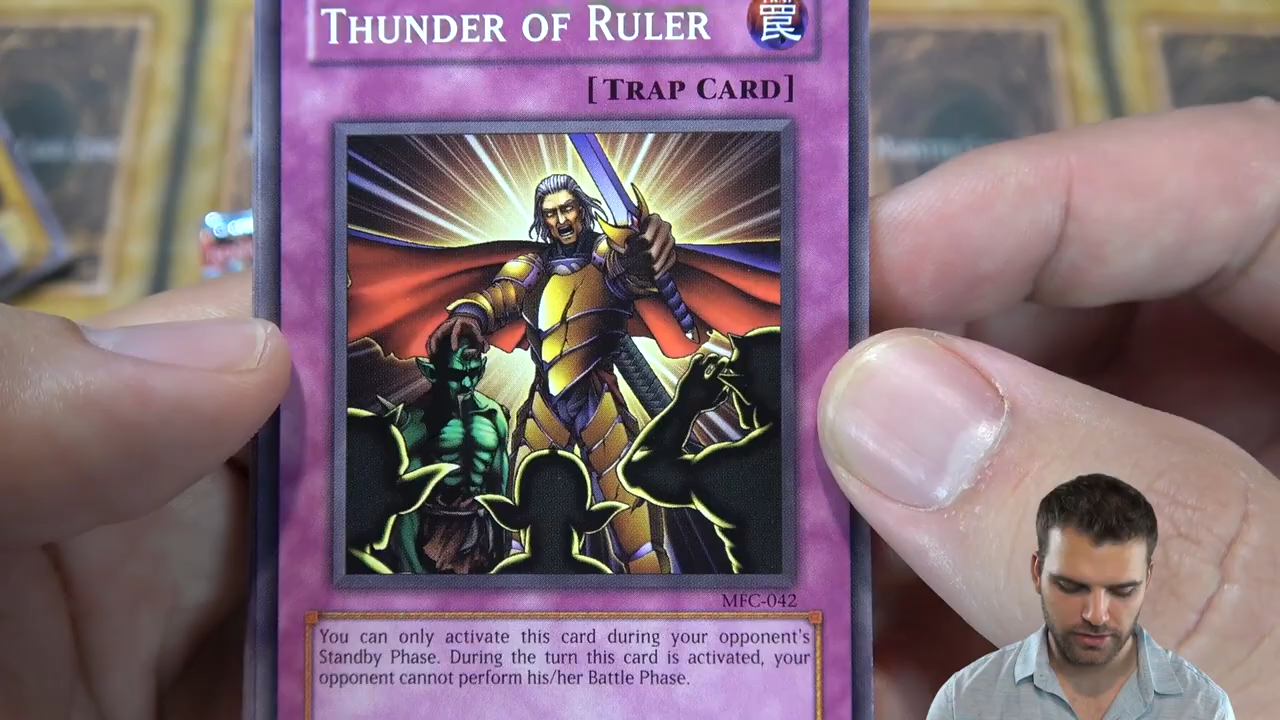 THUNDER OF RULER
罠
[TRAP CARD]
MFC-042
You can only activate this card during your opponent's
Standby Phase. During the turn this card is activated, your
opponent cannot perform his/her Battle Phase.